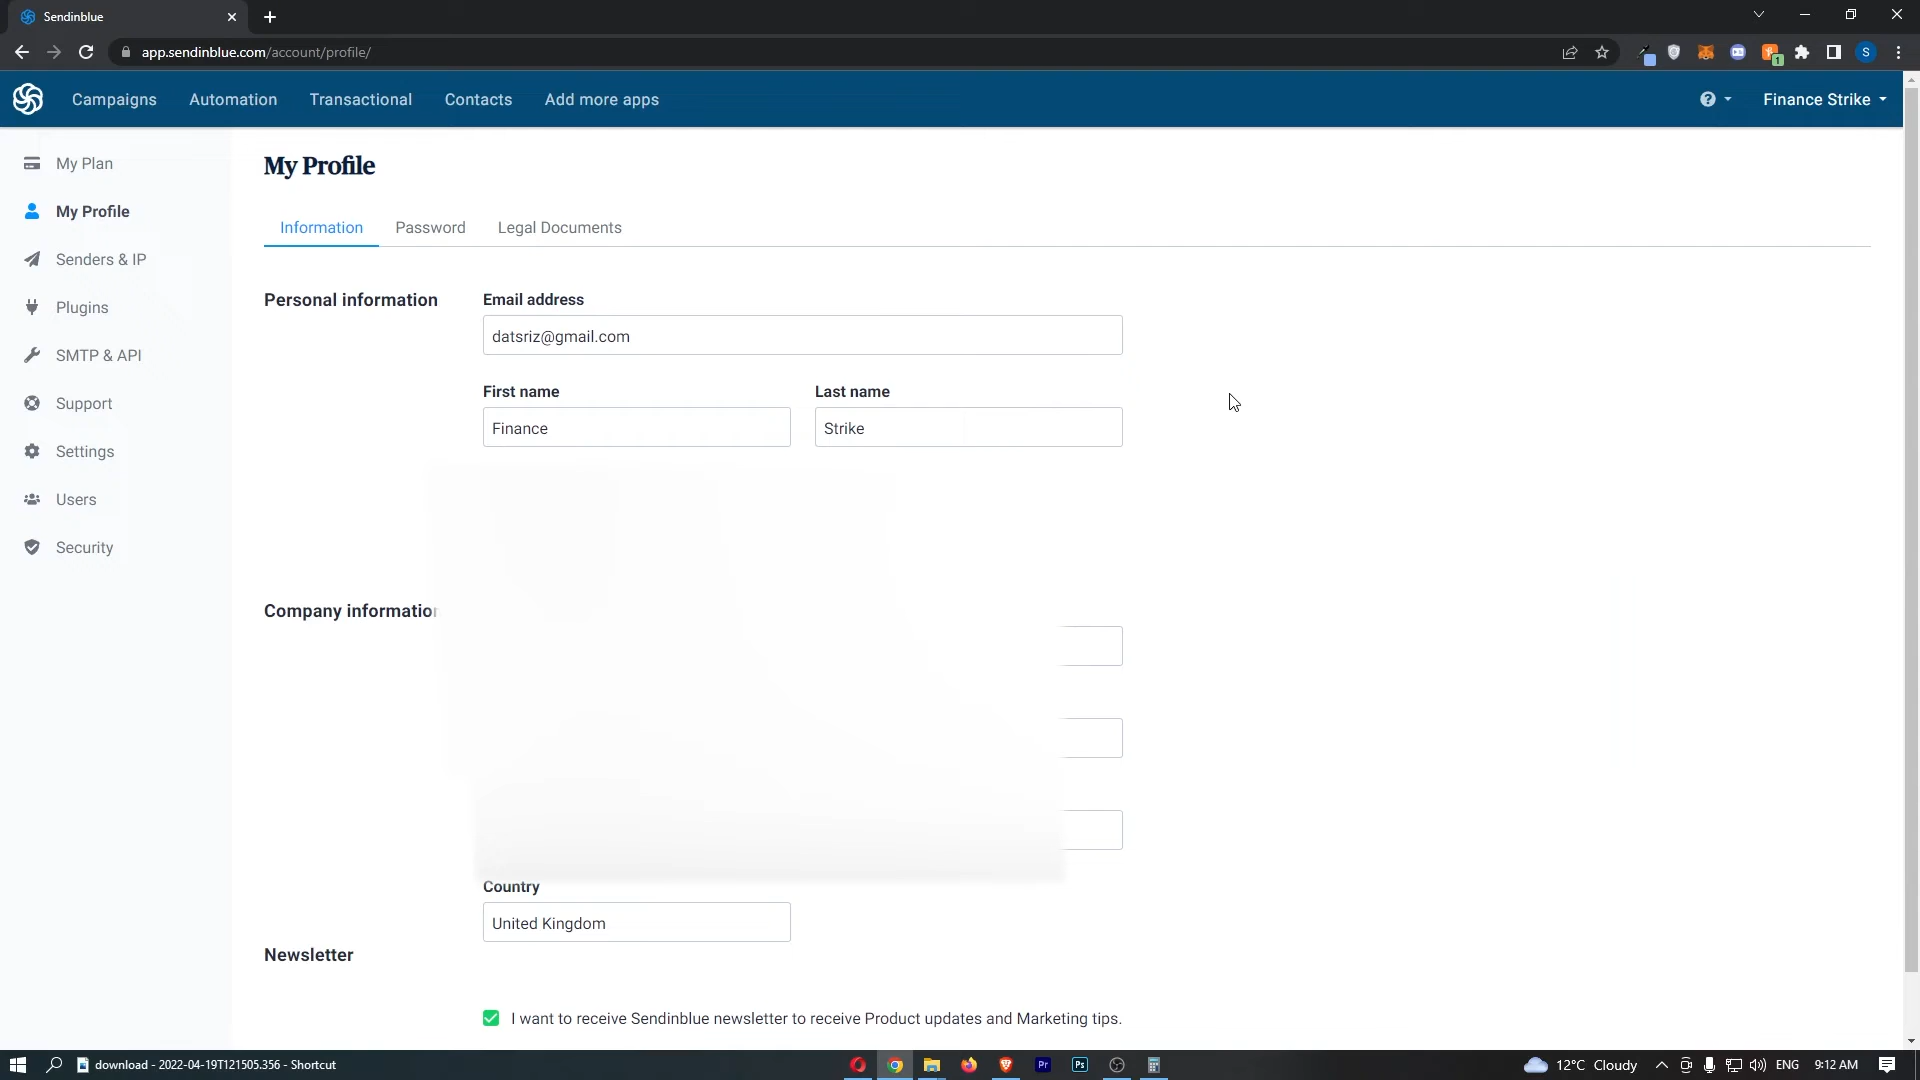 Sendinblue
app.sendinblue.com/account/profile/
Campaigns Automation Transactional Contacts Add more apps Finance Strike
My Plan
My Profile
Senders & IP
Plugins
SMTP & API
Support
Settings
Users
Security
My Profile
Information Password Legal Documents
Personal information
Email address
datsriz@gmail.com
First name Last name
Finance Strike
Company information
Country
United Kingdom
Newsletter
I want to receive Sendinblue newsletter to receive Product updates and Marketing tips.
download - 2022-04-19T121505.356 - Shortcut
Pr Ps
12°C Cloudy ENG 9:12 AM